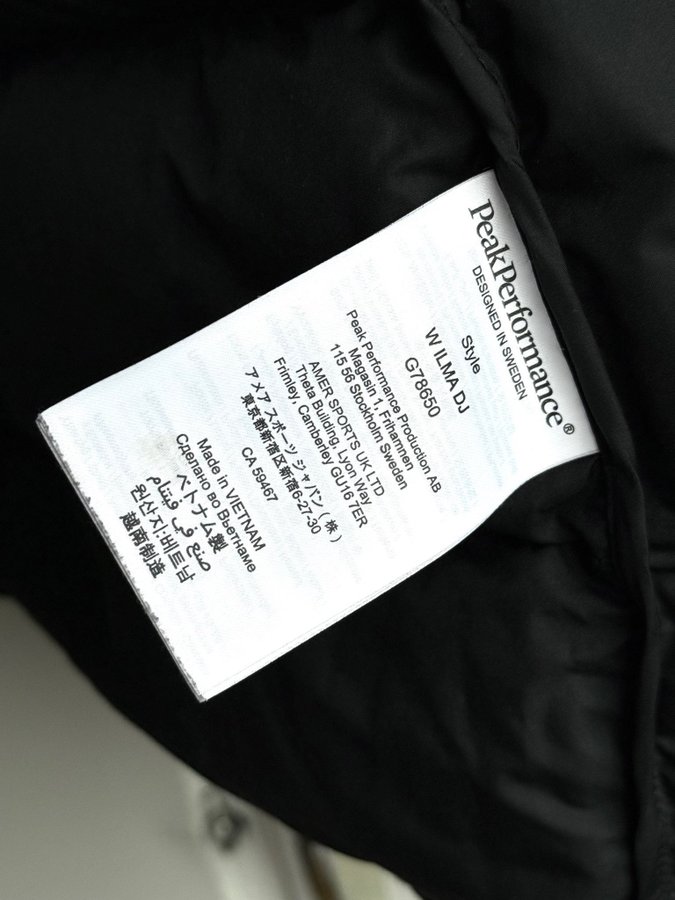 PeakPerformance®
DESIGNED IN SWEDEN
Style
W ILMA DJ
G78650
Peak Performance Production AB
Magasin 1, Frihamnen
115 56 Stockholm Sweden
AMER SPORTS UK LTD
Theta Building, Lyon Way
Frimley, Camberley GU16 7ER
アメア スポーツ ジャパン ( 株 )
東京都新宿区新宿6-27-30
CA 59467
Made in VIETNAM
Сделано во Вьетнаме
ベトナム製
صنع في فيتنام
원산지:베트남
越南制造